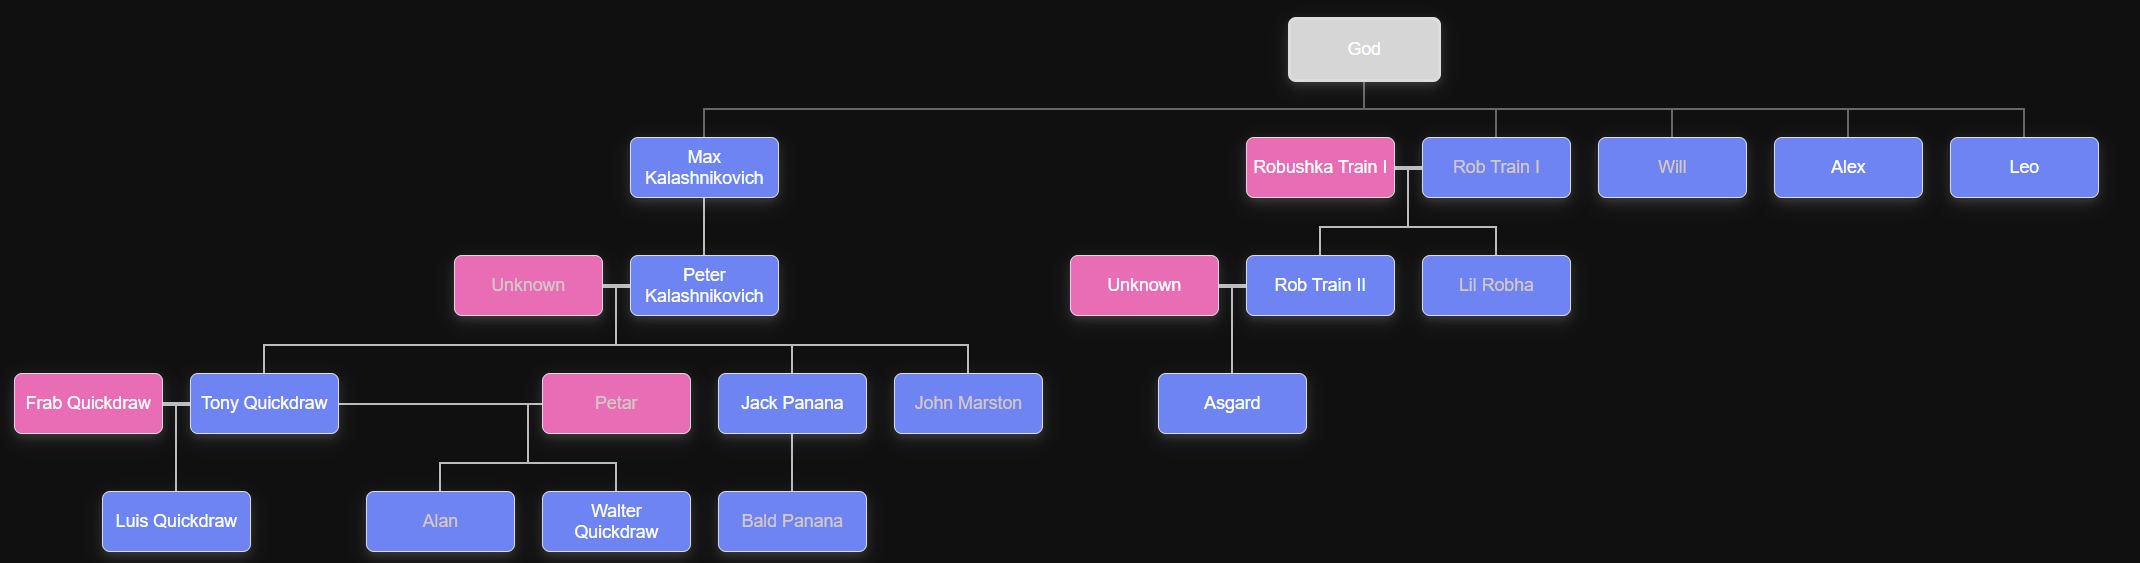 God
Max
Kalashnikovich
Robushka Train I
Rob Train I
Will
Alex
Leo
Unknown
Peter
Kalashnikovich
Unknown
Rob Train II
Lil Robha
Frab Quickdraw
Tony Quickdraw
Petar
Jack Panana
John Marston
Asgard
Luis Quickdraw
Alan
Walter
Quickdraw
Bald Panana